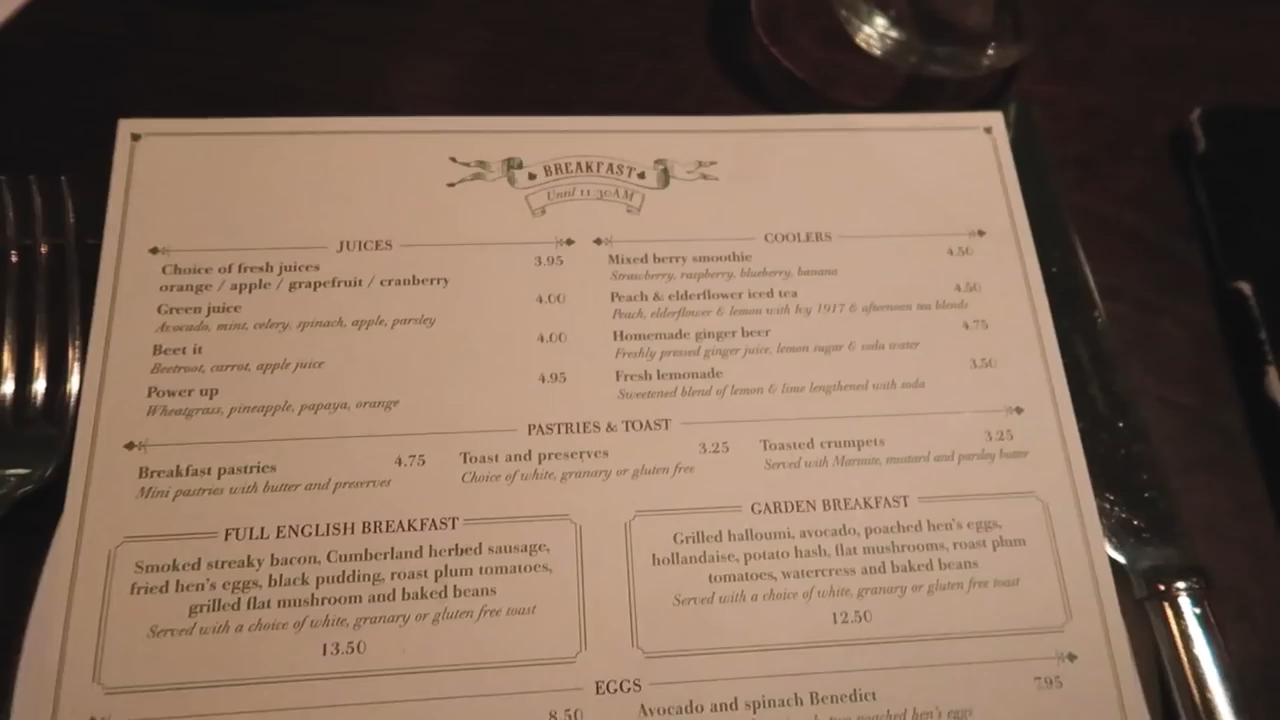 BREAKFAST
Until 11:30AM
JUICES
Choice of fresh juices 3.95
orange / apple / grapefruit / cranberry
Green juice 4.00
Avocado, mint, celery, spinach, apple, parsley
Beet it 4.00
Beetroot, carrot, apple juice
Power up 4.95
Wheatgrass, pineapple, papaya, orange
COOLERS
Mixed berry smoothie 4.50
Strawberry, raspberry, blueberry, banana
Peach & elderflower iced tea 4.50
Peach, elderflower & lemon with Ivy 1917 & afternoon tea blends
Homemade ginger beer 4.75
Freshly pressed ginger juice, lemon sugar & soda water
Fresh lemonade 3.50
Sweetened blend of lemon & lime lengthened with soda
PASTRIES & TOAST
Breakfast pastries 4.75
Mini pastries with butter and preserves
Toast and preserves 3.25
Choice of white, granary or gluten free
Toasted crumpets 3.25
Served with Marmite, mustard and parsley butter
FULL ENGLISH BREAKFAST
Smoked streaky bacon, Cumberland herbed sausage,
fried hen's eggs, black pudding, roast plum tomatoes,
grilled flat mushroom and baked beans
Served with a choice of white, granary or gluten free toast
13.50
GARDEN BREAKFAST
Grilled halloumi, avocado, poached hen's eggs,
hollandaise, potato hash, flat mushrooms, roast plum
tomatoes, watercress and baked beans
Served with a choice of white, granary or gluten free toast
12.50
EGGS
8.50
Avocado and spinach Benedict 7.95
two poached hen's eggs